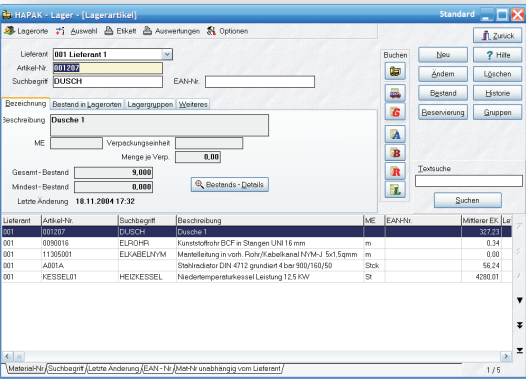 HAPAK - Lager - [Lagerartikel] Standard
Lagerorte Auswahl Etikett Auswertungen Optionen
Zurück
Lieferant 001 Lieferant 1
Artikel-Nr. 001207
Suchbegriff DUSCH EAN-Nr.
Buchen
Neu ? Hilfe
Ändern Löschen
Bestand Historie
Reservierung Gruppen
Bezeichnung Bestand in Lagerorten Lagergruppen Weiteres
Beschreibung Dusche 1
ME Verpackungseinheit
Menge je Verp. 0,00
Gesamt-Bestand 9,000
Mindest-Bestand 0,000
Bestands - Details
Letzte Änderung 18.11.2004 17:32
G
A
B
R
L
Textsuche
Suchen
Lieferant Artikel-Nr. Suchbegriff Beschreibung ME EAN-Nr. Mittlerer EK Let
001 001207 DUSCH Dusche 1 327,23
001 0090016 ELROHR Kunststoffrohr BCF in Stangen UNI 16 mm m 0,34
001 11305001 ELKABELNYM Mantelleitung in vorh. Rohr/Kabelkanal NYM-J 5x1,5qmm m 0,00
001 A001A Stahlradiator DIN 4712 grundiert 4 bar 900/160/50 Stck 56,24
001 KESSEL01 HEIZKESSEL Niedertemperaturkessel Leistung 12,5 KW St 4280,01
Material-Nr Suchbegriff Letzte Änderung EAN - Nr Mat-Nr unabhängig vom Lieferant
1 / 5